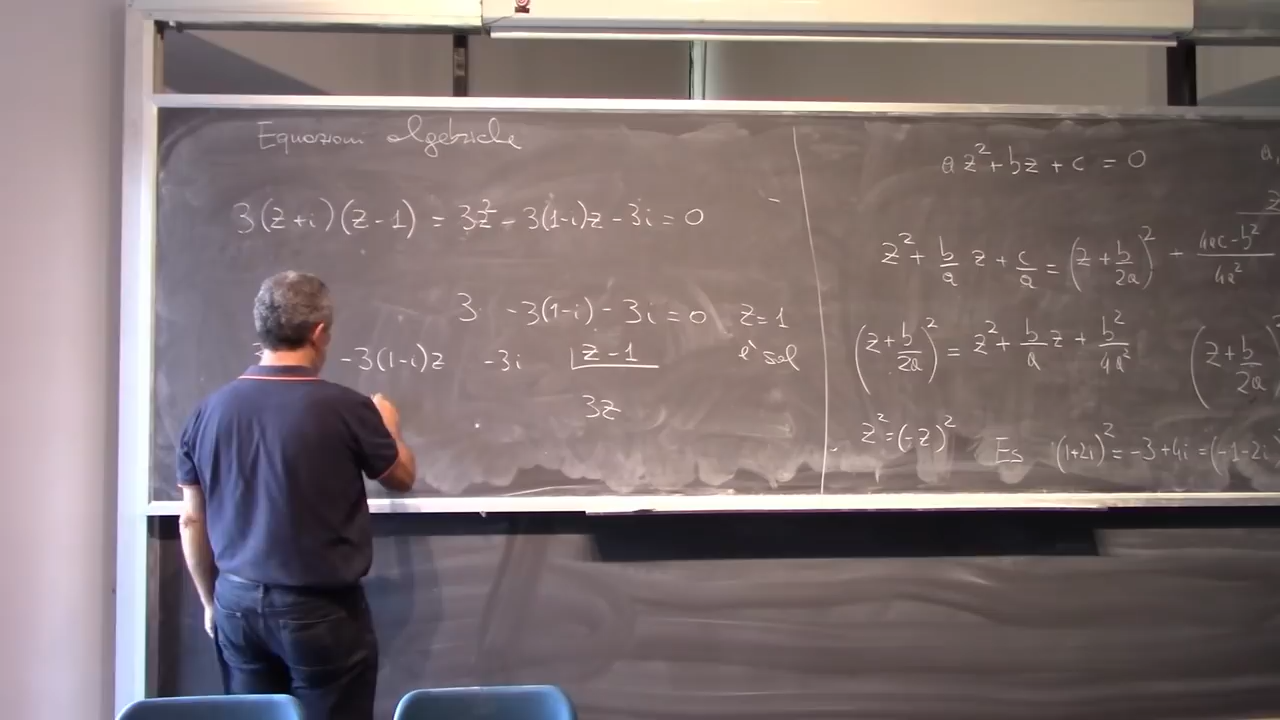 Equazioni algebriche
3(z+i)(z-1) = 3z² - 3(1-i)z - 3i = 0
3 -3(1-i) - 3i = 0 z=1
-3(1-i)z -3i z-1 è sol
3z
az² + bz + c = 0
z² + b/a z + c/a = (z + b/2a)² + 4ac-b²/4a²
(z + b/2a)² = z² + b/a z + b²/4a² (z + b/2a)
z² = (-z)² Es (1+2i)² = -3+4i = (-1-2i